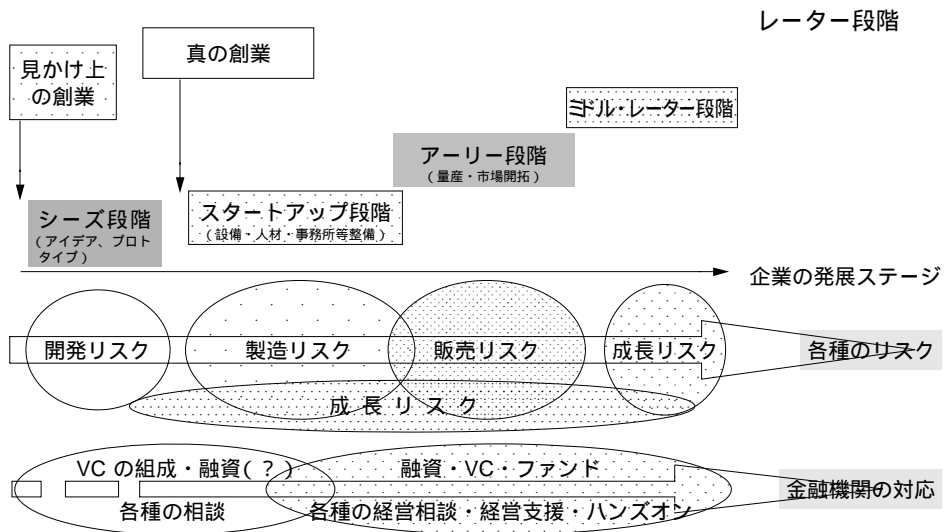 レーター段階
真の創業
見かけ上
の創業
ミドル・レーター段階
アーリー段階
(量産・市場開拓)
スタートアップ段階
(設備・人材・事務所等整備)
シーズ段階
(アイデア、プロト
タイプ)
企業の発展ステージ
開発リスク
製造リスク
販売リスク
成長リスク
各種のリスク
成長リスク
VCの組成・融資(?)
融資・VC・ファンド
金融機関の対応
各種の相談
各種の経営相談・経営支援・ハンズオン